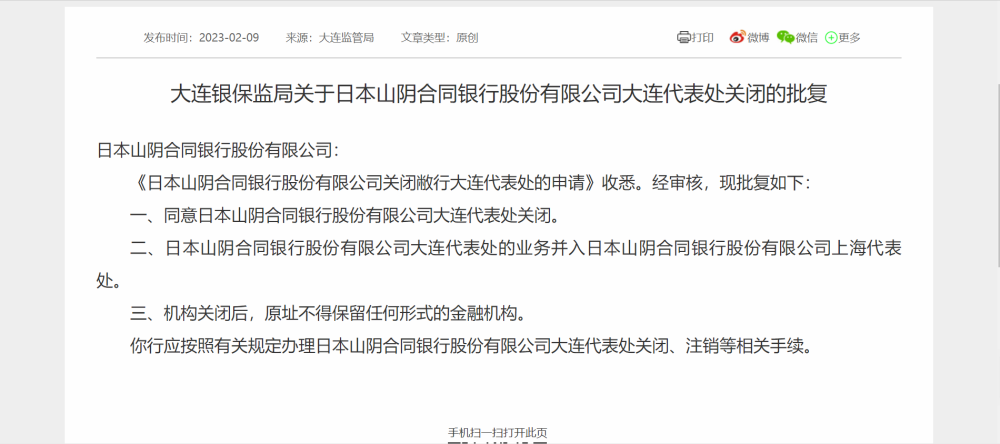 发布时间：2023-02-09 来源：大连监管局 文章类型：原创 打印 微博 微信 更多
大连银保监局关于日本山阴合同银行股份有限公司大连代表处关闭的批复
日本山阴合同银行股份有限公司：
《日本山阴合同银行股份有限公司关闭敝行大连代表处的申请》收悉。经审核，现批复如下：
一、同意日本山阴合同银行股份有限公司大连代表处关闭。
二、日本山阴合同银行股份有限公司大连代表处的业务并入日本山阴合同银行股份有限公司上海代表
处。
三、机构关闭后，原址不得保留任何形式的金融机构。
你行应按照有关规定办理日本山阴合同银行股份有限公司大连代表处关闭、注销等相关手续。
手机扫一扫打开此页